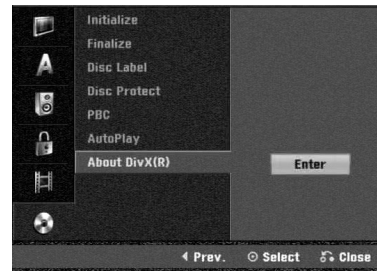 Initialize
Finalize
Disc Label
Disc Protect
PBC
AutoPlay
About DivX(R)
Enter
A
Prev. Select Close